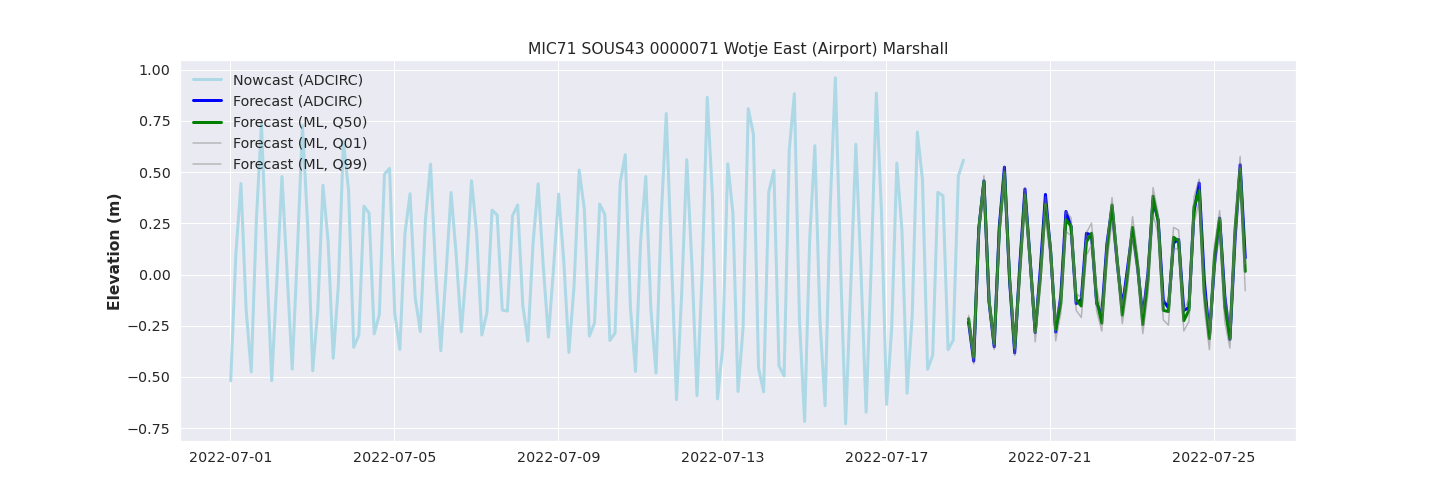 MIC71 SOUS43 0000071 Wotje East (Airport) Marshall
1.00
0.75
0.50
0.25
0.00
−0.25
−0.50
−0.75
Elevation (m)
Nowcast (ADCIRC)
Forecast (ADCIRC)
Forecast (ML, Q50)
Forecast (ML, Q01)
Forecast (ML, Q99)
2022-07-01 2022-07-05 2022-07-09 2022-07-13 2022-07-17 2022-07-21 2022-07-25